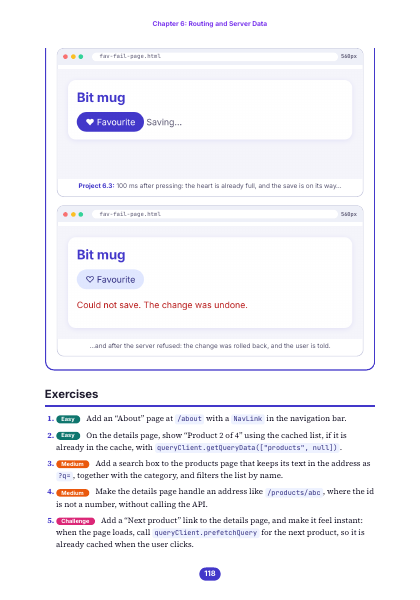 Chapter 6: Routing and Server Data
fav-fail-page.html 560px
Bit mug
♥ Favourite Saving...
Project 6.3: 100 ms after pressing: the heart is already full, and the save is on its way...
fav-fail-page.html 560px
Bit mug
♡ Favourite
Could not save. The change was undone.
...and after the server refused: the change was rolled back, and the user is told.
Exercises
1. Easy Add an “About” page at /about with a NavLink in the navigation bar.
2. Easy On the details page, show “Product 2 of 4” using the cached list, if it is
already in the cache, with queryClient.getQueryData(["products", null]).
3. Medium Add a search box to the products page that keeps its text in the address as
?q=, together with the category, and filters the list by name.
4. Medium Make the details page handle an address like /products/abc, where the id
is not a number, without calling the API.
5. Challenge Add a “Next product” link to the details page, and make it feel instant:
when the page loads, call queryClient.prefetchQuery for the next product, so it is
already cached when the user clicks.
118